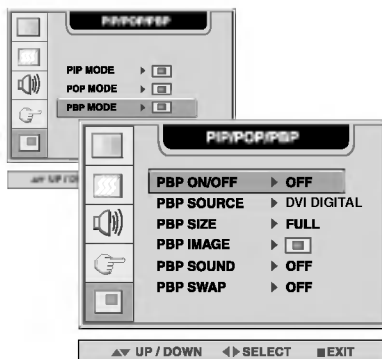 PIP/POP/PBP
PIP MODE
POP MODE
PBP MODE
PIP/POP/PBP
PBP ON/OFF OFF
PBP SOURCE DVI DIGITAL
PBP SIZE FULL
PBP IMAGE
PBP SOUND OFF
PBP SWAP OFF
UP / DOWN SELECT EXIT